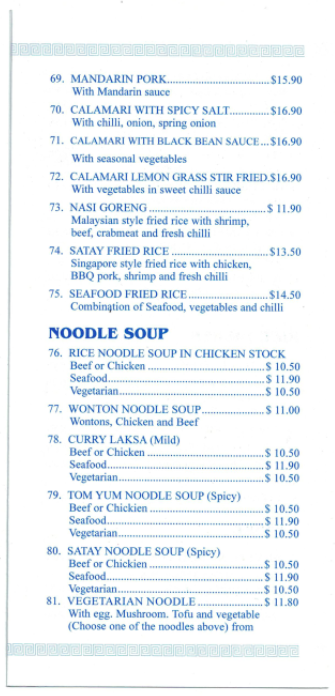 69. MANDARIN PORK..............................$15.90
With Mandarin sauce
70. CALAMARI WITH SPICY SALT............$16.90
With chilli, onion, spring onion
71. CALAMARI WITH BLACK BEAN SAUCE...$16.90
With seasonal vegetables
72. CALAMARI LEMON GRASS STIR FRIED.$16.90
With vegetables in sweet chilli sauce
73. NASI GORENG ..................................$ 11.90
Malaysian style fried rice with shrimp,
beef, crabmeat and fresh chilli
74. SATAY FRIED RICE ............................$13.50
Singapore style fried rice with chicken,
BBQ pork, shrimp and fresh chilli
75. SEAFOOD FRIED RICE.......................$14.50
Combination of Seafood, vegetables and chilli
NOODLE SOUP
76. RICE NOODLE SOUP IN CHICKEN STOCK
Beef or Chicken ...................................$ 10.50
Seafood...............................................$ 11.90
Vegetarian............................................$ 10.50
77. WONTON NOODLE SOUP..................$ 11.00
Wontons, Chicken and Beef
78. CURRY LAKSA (Mild)
Beef or Chicken ...................................$ 10.50
Seafood...............................................$ 11.90
Vegetarian............................................$ 10.50
79. TOM YUM NOODLE SOUP (Spicy)
Beef or Chickien ..................................$ 10.50
Seafood...............................................$ 11.90
Vegetarian............................................$ 10.50
80. SATAY NOODLE SOUP (Spicy)
Beef or Chickien ..................................$ 10.50
Seafood...............................................$ 11.90
Vegetarian............................................$ 10.50
81. VEGETARIAN NOODLE ...................$ 11.80
With egg. Mushroom. Tofu and vegetable
(Choose one of the noodles above) from